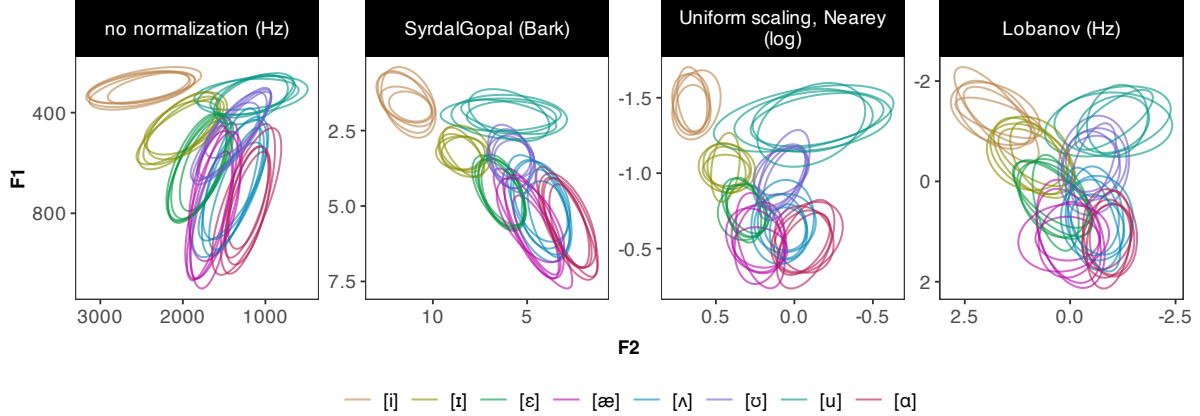 no normalization (Hz)
SyrdalGopal (Bark)
Uniform scaling, Nearey
(log)
Lobanov (Hz)
F1
400
800
3000 2000 1000
2.5
5.0
7.5
10 5
-1.5
-1.0
-0.5
0.5 0.0 -0.5
-2
0
2
2.5 0.0 -2.5
F2
[i] [ɪ] [ɛ] [æ] [ʌ] [ʊ] [u] [ɑ]